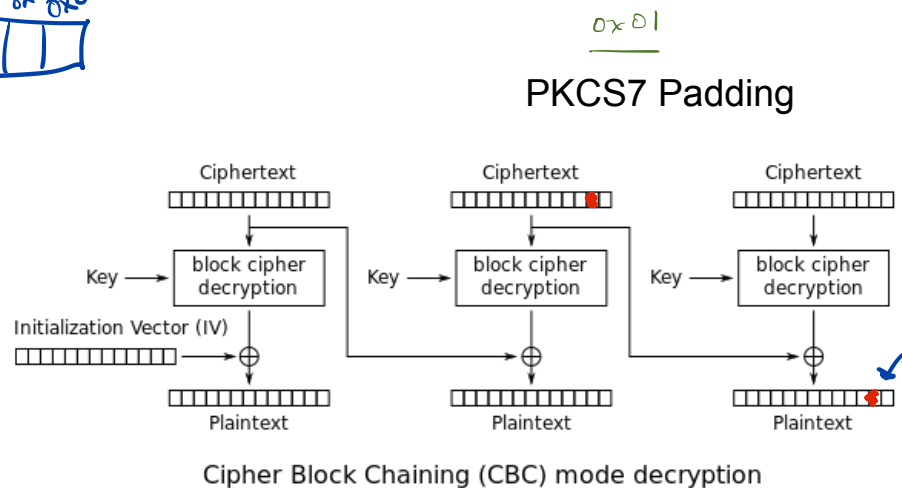 0x01
PKCS7 Padding
Ciphertext
Ciphertext
Ciphertext
Key
block cipher
decryption
Key
block cipher
decryption
Key
block cipher
decryption
Initialization Vector (IV)
Plaintext
Plaintext
Plaintext
Cipher Block Chaining (CBC) mode decryption